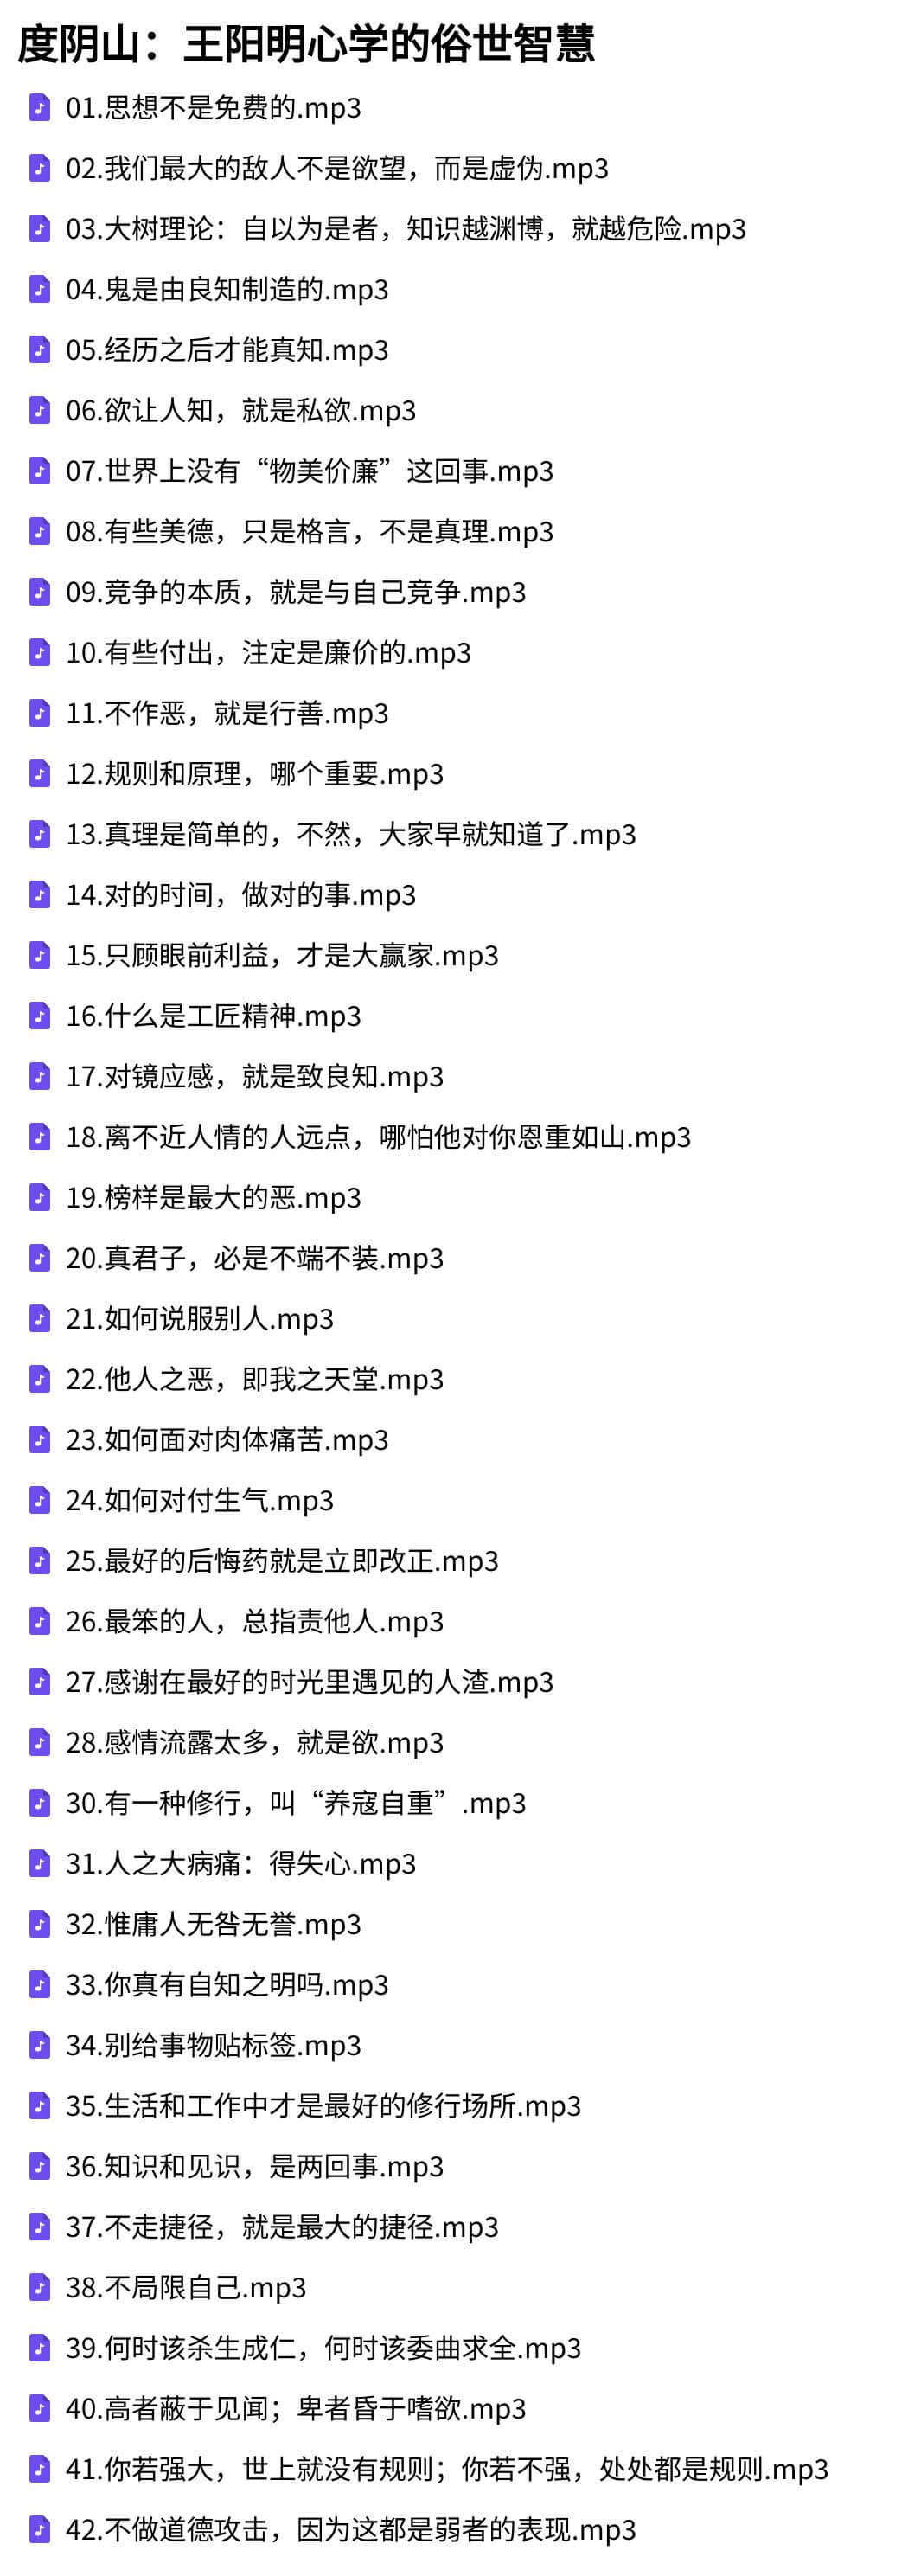 度阴山：王阳明心学的俗世智慧
01.思想不是免费的.mp3
02.我们最大的敌人不是欲望，而是虚伪.mp3
03.大树理论：自以为是者，知识越渊博，就越危险.mp3
04.鬼是由良知制造的.mp3
05.经历之后才能真知.mp3
06.欲让人知，就是私欲.mp3
07.世界上没有“物美价廉”这回事.mp3
08.有些美德，只是格言，不是真理.mp3
09.竞争的本质，就是与自己竞争.mp3
10.有些付出，注定是廉价的.mp3
11.不作恶，就是行善.mp3
12.规则和原理，哪个重要.mp3
13.真理是简单的，不然，大家早就知道了.mp3
14.对的时间，做对的事.mp3
15.只顾眼前利益，才是大赢家.mp3
16.什么是工匠精神.mp3
17.对镜应感，就是致良知.mp3
18.离不近人情的人远点，哪怕他对你恩重如山.mp3
19.榜样是最大的恶.mp3
20.真君子，必是不端不装.mp3
21.如何说服别人.mp3
22.他人之恶，即我之天堂.mp3
23.如何面对肉体痛苦.mp3
24.如何对付生气.mp3
25.最好的后悔药就是立即改正.mp3
26.最笨的人，总指责他人.mp3
27.感谢在最好的时光里遇见的人渣.mp3
28.感情流露太多，就是欲.mp3
30.有一种修行，叫“养寇自重”.mp3
31.人之大病痛：得失心.mp3
32.惟庸人无咎无誉.mp3
33.你真有自知之明吗.mp3
34.别给事物贴标签.mp3
35.生活和工作中才是最好的修行场所.mp3
36.知识和见识，是两回事.mp3
37.不走捷径，就是最大的捷径.mp3
38.不局限自己.mp3
39.何时该杀生成仁，何时该委曲求全.mp3
40.高者蔽于见闻；卑者昏于嗜欲.mp3
41.你若强大，世上就没有规则；你若不强，处处都是规则.mp3
42.不做道德攻击，因为这都是弱者的表现.mp3